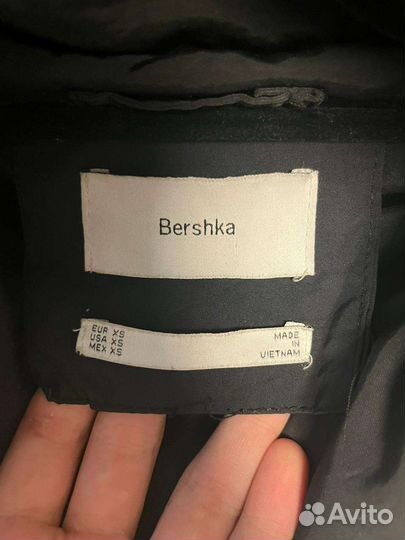 Bershka
EUR XS
USA XS
MEX XS
MADE
IN
VIETNAM
Avito